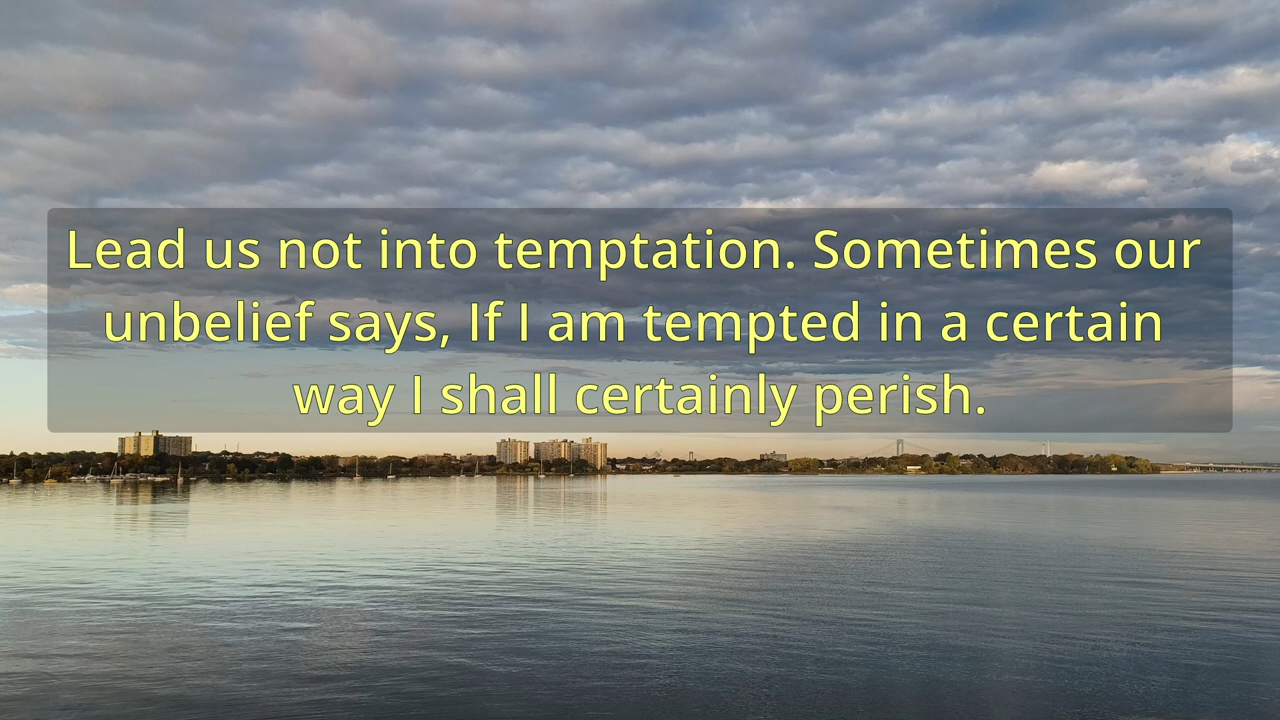 Lead us not into temptation. Sometimes our
unbelief says, If I am tempted in a certain
way I shall certainly perish.